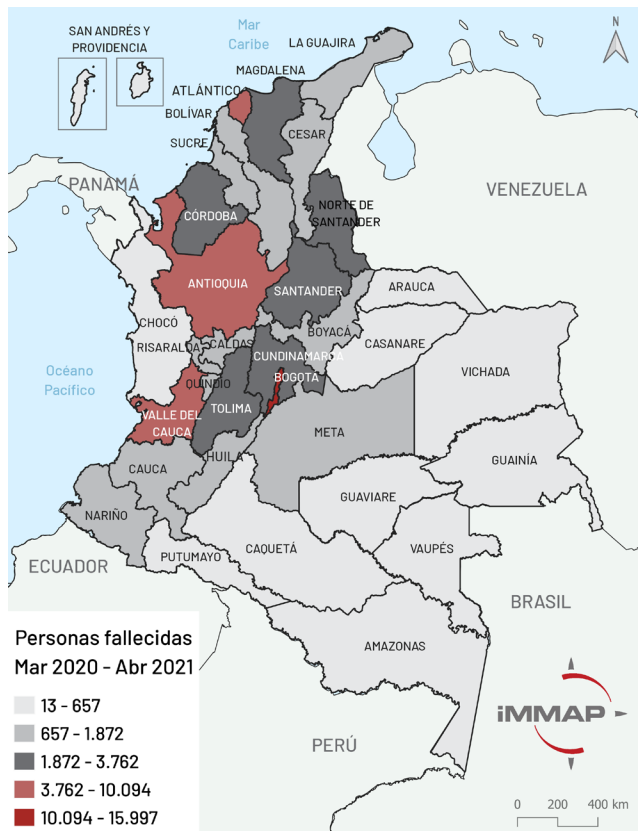 SAN ANDRÉS Y
PROVIDENCIA
Mar
Caribe
LA GUAJIRA
N
MAGDALENA
ATLÁNTICO
BOLÍVAR
SUCRE
CESAR
PANAMÁ
VENEZUELA
CÓRDOBA
NORTE DE
SANTANDER
ANTIOQUIA
SANTANDER
ARAUCA
CHOCÓ
RISARALDA
CALDAS
BOYACÁ
CASANARE
CUNDINAMARCA
VICHADA
Océano
Pacífico
QUINDÍO
BOGOTÁ
VALLE DEL
CAUCA
TOLIMA
META
CAUCA
HUILA
GUAINÍA
GUAVIARE
NARIÑO
CAQUETÁ
VAUPÉS
PUTUMAYO
ECUADOR
BRASIL
AMAZONAS
PERÚ
Personas fallecidas
Mar 2020 - Abr 2021
13 - 657
657 - 1.872
1.872 - 3.762
3.762 - 10.094
10.094 - 15.997
iMMAP
0 200 400 km